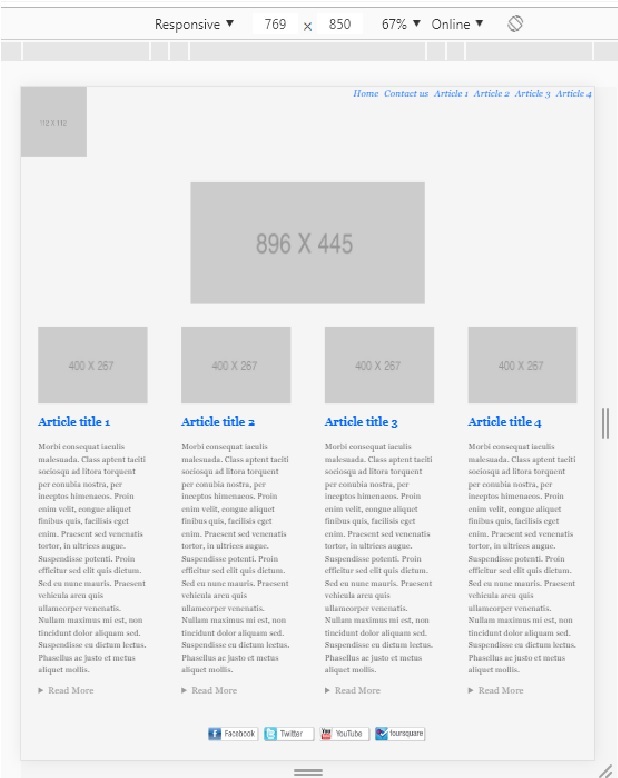 Responsive ▼ 769 x 850 67% ▼ Online ▼
112 X 112
Home Contact us Article 1 Article 2 Article 3 Article 4
896 X 445
400 X 267 400 X 267 400 X 267 400 X 267
Article title 1
Morbi consequat iaculis
malesuada. Class aptent taciti
sociosqu ad litora torquent
per conubia nostra, per
inceptos himenaeos. Proin
enim velit, congue aliquet
finibus quis, facilisis eget
enim. Praesent sed venenatis
tortor, in ultrices augue.
Suspendisse potenti. Proin
efficitur sed elit quis dictum.
Sed eu nunc mauris. Praesent
vehicula arcu quis
ullamcorper venenatis.
Nullam maximus mi est, non
tincidunt dolor aliquam sed.
Suspendisse eu dictum lectus.
Phasellus ac justo et metus
aliquet mollis.
Read More
Article title 2
Morbi consequat iaculis
malesuada. Class aptent taciti
sociosqu ad litora torquent
per conubia nostra, per
inceptos himenaeos. Proin
enim velit, congue aliquet
finibus quis, facilisis eget
enim. Praesent sed venenatis
tortor, in ultrices augue.
Suspendisse potenti. Proin
efficitur sed elit quis dictum.
Sed eu nunc mauris. Praesent
vehicula arcu quis
ullamcorper venenatis.
Nullam maximus mi est, non
tincidunt dolor aliquam sed.
Suspendisse eu dictum lectus.
Phasellus ac justo et metus
aliquet mollis.
Read More
Article title 3
Morbi consequat iaculis
malesuada. Class aptent taciti
sociosqu ad litora torquent
per conubia nostra, per
inceptos himenaeos. Proin
enim velit, congue aliquet
finibus quis, facilisis eget
enim. Praesent sed venenatis
tortor, in ultrices augue.
Suspendisse potenti. Proin
efficitur sed elit quis dictum.
Sed eu nunc mauris. Praesent
vehicula arcu quis
ullamcorper venenatis.
Nullam maximus mi est, non
tincidunt dolor aliquam sed.
Suspendisse eu dictum lectus.
Phasellus ac justo et metus
aliquet mollis.
Read More
Article title 4
Morbi consequat iaculis
malesuada. Class aptent taciti
sociosqu ad litora torquent
per conubia nostra, per
inceptos himenaeos. Proin
enim velit, congue aliquet
finibus quis, facilisis eget
enim. Praesent sed venenatis
tortor, in ultrices augue.
Suspendisse potenti. Proin
efficitur sed elit quis dictum.
Sed eu nunc mauris. Praesent
vehicula arcu quis
ullamcorper venenatis.
Nullam maximus mi est, non
tincidunt dolor aliquam sed.
Suspendisse eu dictum lectus.
Phasellus ac justo et metus
aliquet mollis.
Read More
Facebook Twitter YouTube foursquare